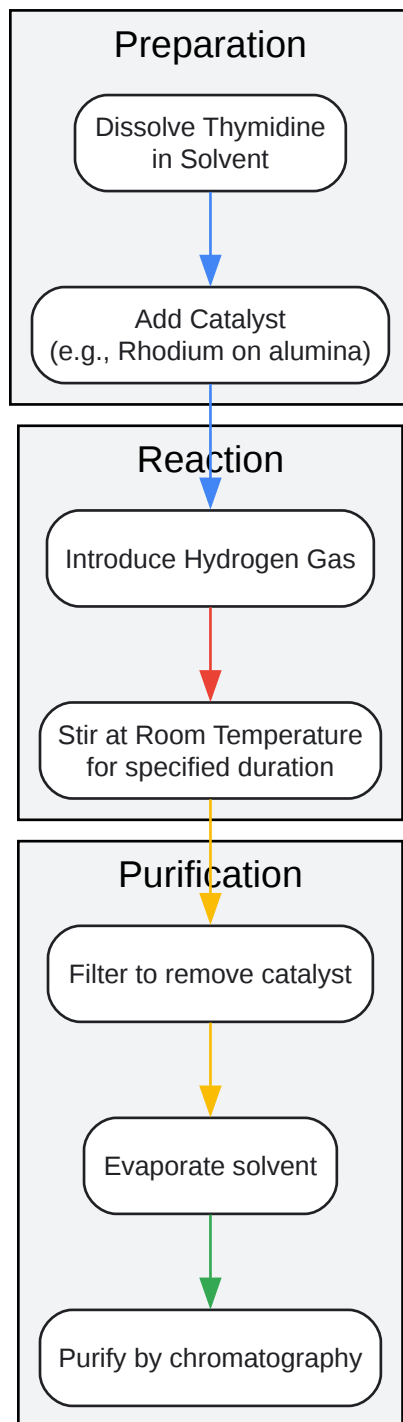 Preparation
Dissolve Thymidine
in Solvent
Add Catalyst
(e.g., Rhodium on alumina)
Reaction
Introduce Hydrogen Gas
Stir at Room Temperature
for specified duration
Purification
Filter to remove catalyst
Evaporate solvent
Purify by chromatography